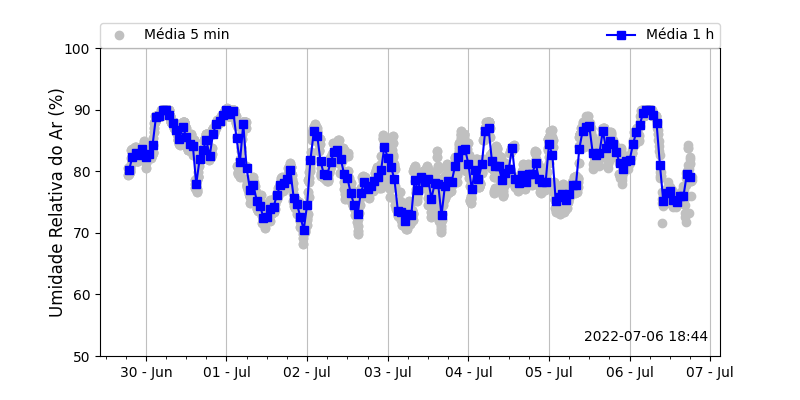 Média 5 min
Média 1 h
Umidade Relativa do Ar (%)
100
90
80
70
60
50
2022-07-06 18:44
30 - Jun
01 - Jul
02 - Jul
03 - Jul
04 - Jul
05 - Jul
06 - Jul
07 - Jul